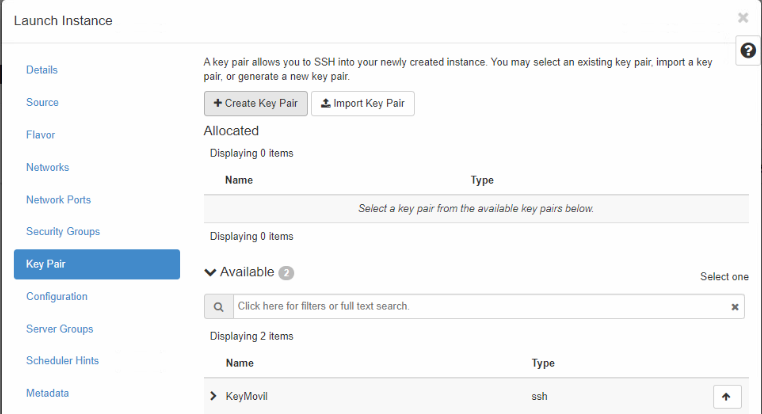 Launch Instance
Details
Source
Flavor
Networks
Network Ports
Security Groups
Key Pair
Configuration
Server Groups
Scheduler Hints
Metadata
A key pair allows you to SSH into your newly created instance. You may select an existing key pair, import a key
pair, or generate a new key pair.
Create Key Pair Import Key Pair
Allocated
Displaying 0 items
Name Type
Select a key pair from the available key pairs below.
Displaying 0 items
Available 2
Select one
Click here for filters or full text search.
Displaying 2 items
Name Type
KeyMovil ssh